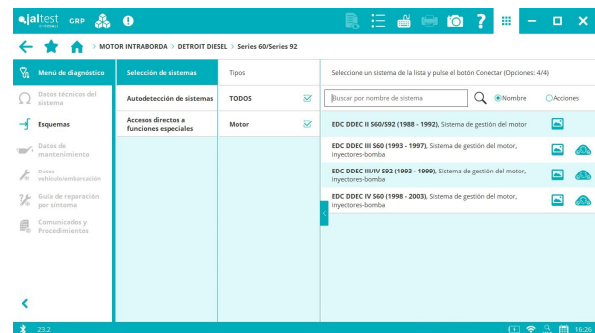 jaltest GRP
> MOTOR INTRABORDA > DETROIT DIESEL > Series 60/Series 92
Menú de diagnóstico
Datos técnicos del
sistema
Esquemas
Datos de
mantenimiento
vehículo/embarcación
Guía de reparación
por síntoma
Comunicados y
Procedimientos
Selección de sistemas
Autodetección de sistemas
Accesos directos a
funciones especiales
Tipos
TODOS
Motor
Seleccione un sistema de la lista y pulse el botón Conectar (Opciones: 4/4)
Buscar por nombre de sistema
Nombre
Acciones
EDC DDEC II S60/S92 (1988 - 1992), Sistema de gestión del motor
EDC DDEC III S60 (1993 - 1997), Sistema de gestión del motor,
inyectores-bomba
EDC DDEC III/IV S92 (1993 - 1999), Sistema de gestión del motor,
inyectores-bomba
EDC DDEC IV S60 (1998 - 2003), Sistema de gestión del motor,
inyectores-bomba
23.2
16:26